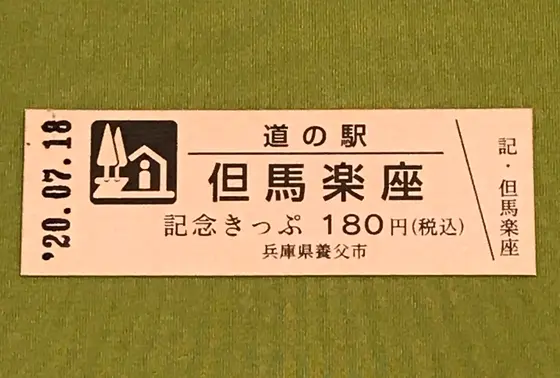 '20.07.18
道の駅
但馬楽座
記念きっぷ 180円(税込)
兵庫県養父市
記・但馬楽座